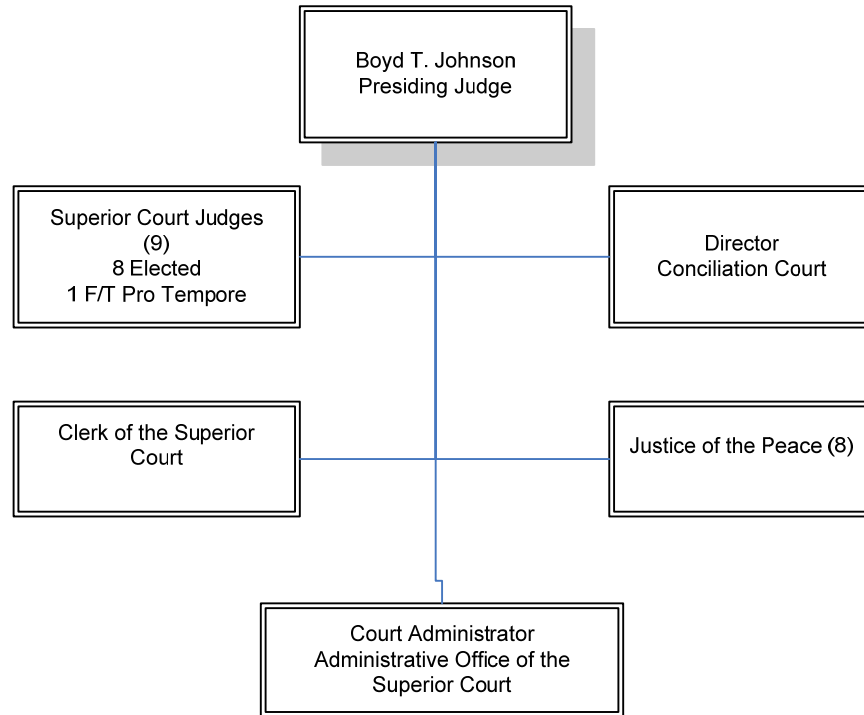 Boyd T. Johnson
Presiding Judge
Superior Court Judges
(9)
8 Elected
1 F/T Pro Tempore
Director
Conciliation Court
Clerk of the Superior
Court
Justice of the Peace (8)
Court Administrator
Administrative Office of the
Superior Court